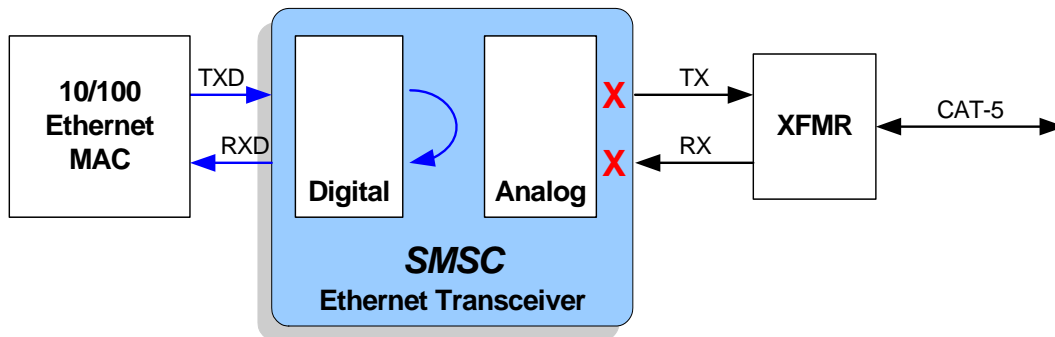 10/100
Ethernet
MAC
TXD
RXD
Digital
Analog
X
X
SMSC
Ethernet Transceiver
TX
RX
XFMR
CAT-5